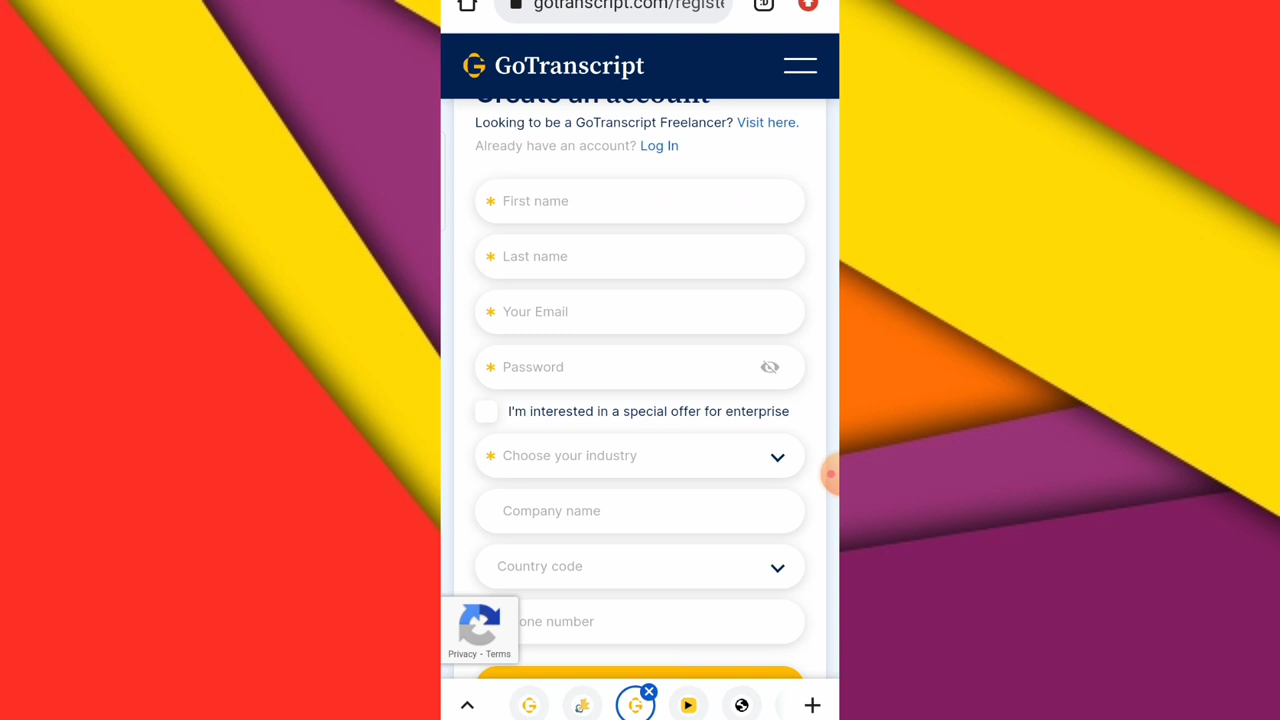 gotranscript.com/registe
GoTranscript
Create an account
Looking to be a GoTranscript Freelancer? Visit here.
Already have an account? Log In
* First name
* Last name
* Your Email
* Password
I'm interested in a special offer for enterprise
* Choose your industry
Company name
Country code
one number
Privacy - Terms